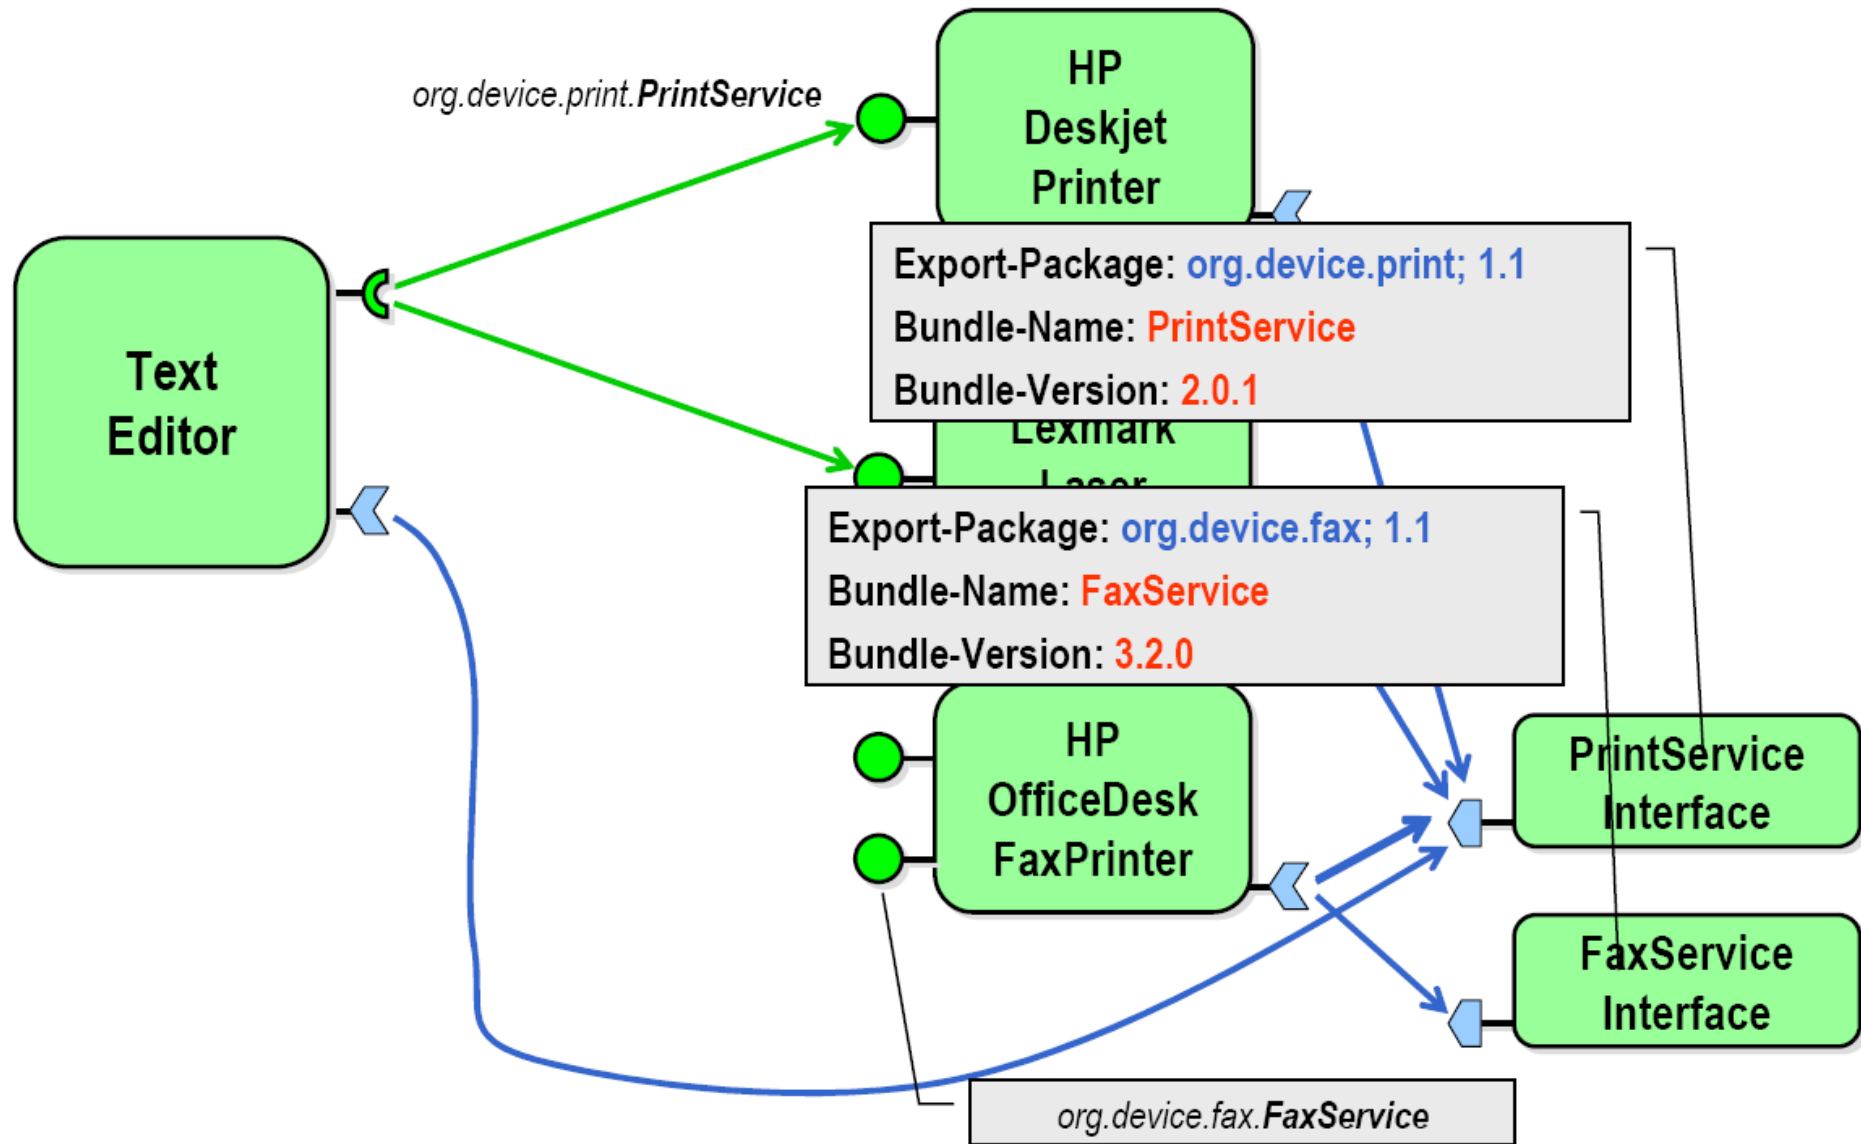 org.device.print.PrintService
HP
Deskjet
Printer
Text
Editor
Export-Package: org.device.print; 1.1
Bundle-Name: PrintService
Bundle-Version: 2.0.1
Lexmark
Laser
Export-Package: org.device.fax; 1.1
Bundle-Name: FaxService
Bundle-Version: 3.2.0
HP
OfficeDesk
FaxPrinter
PrintService
Interface
FaxService
Interface
org.device.fax.FaxService